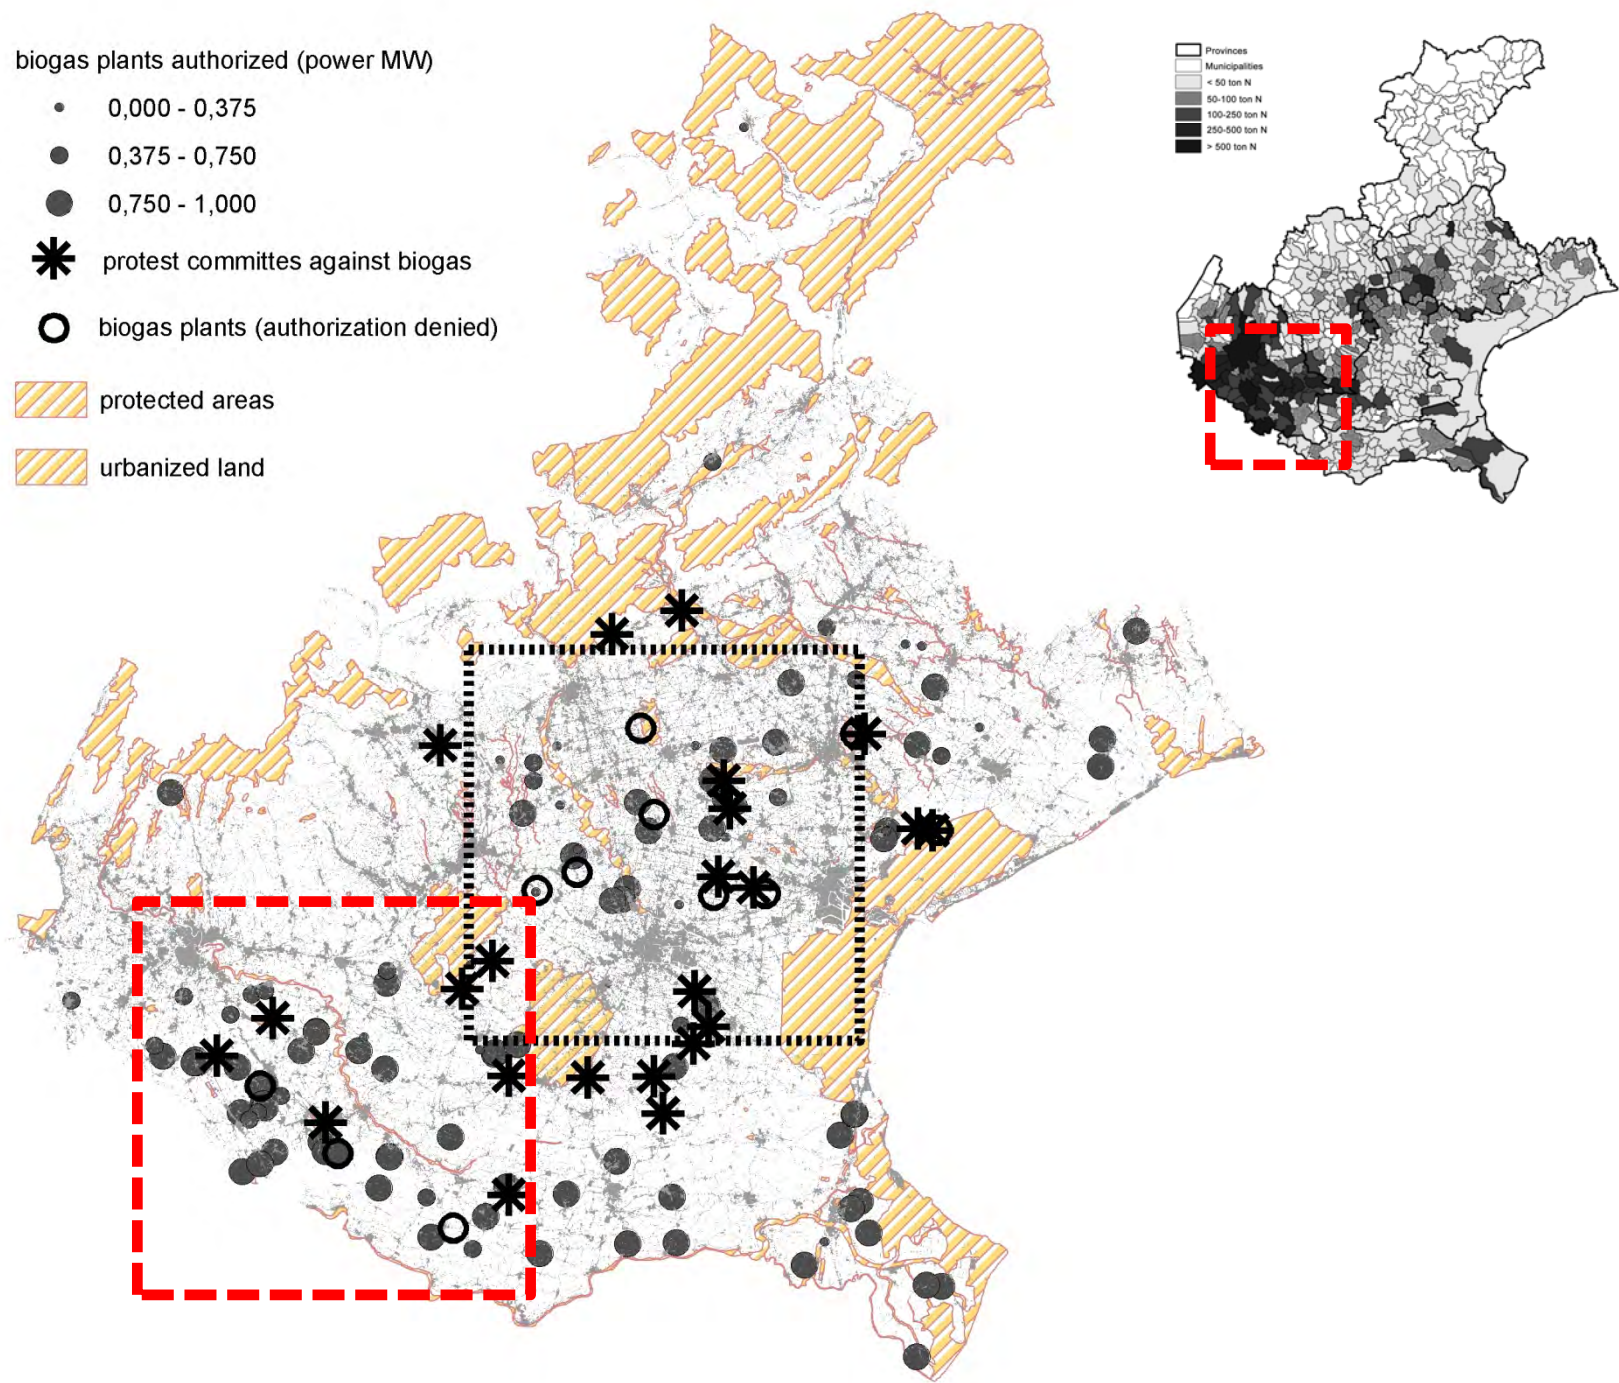 biogas plants authorized (power MW)
0,000 - 0,375
0,375 - 0,750
0,750 - 1,000
protest committes against biogas
biogas plants (authorization denied)
protected areas
urbanized land
Provinces
Municipalities
< 50 ton N
50-100 ton N
100-250 ton N
250-500 ton N
> 500 ton N